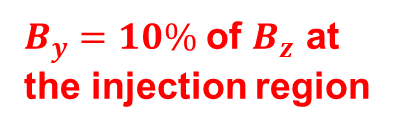 B_y = 10% of B_z at
the injection region